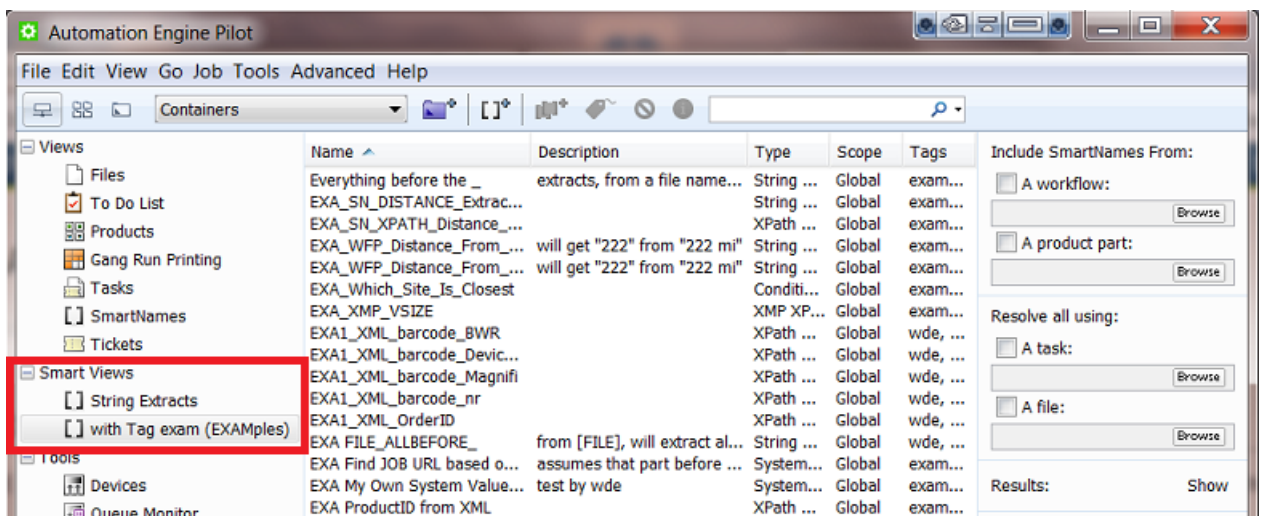 Automation Engine Pilot
File Edit View Go Job Tools Advanced Help
Containers
Views
Files
To Do List
Products
Gang Run Printing
Tasks
SmartNames
Tickets
Smart Views
String Extracts
with Tag exam (EXAMples)
Tools
Devices
Queue Monitor
Name Description Type Scope Tags
Everything before the _ extracts, from a file name... String ... Global exam...
EXA_SN_DISTANCE_Extrac... String ... Global exam...
EXA_SN_XPATH_Distance_... XPath ... Global exam...
EXA_WFP_Distance_From_... will get "222" from "222 mi" String ... Global exam...
EXA_WFP_Distance_From_... will get "222" from "222 mi" String ... Global exam...
EXA_Which_Site_Is_Closest Conditi... Global exam...
EXA_XMP_VSIZE XMP XP... Global exam...
EXA1_XML_barcode_BWR XPath ... Global wde, ...
EXA1_XML_barcode_Devic... XPath ... Global wde, ...
EXA1_XML_barcode_Magnifi XPath ... Global wde, ...
EXA1_XML_barcode_nr XPath ... Global wde, ...
EXA1_XML_OrderID XPath ... Global wde, ...
EXA FILE_ALLBEFORE_ from [FILE], will extract al... String ... Global wde, ...
EXA Find JOB URL based o... assumes that part before ... System... Global exam...
EXA My Own System Value... test by wde System... Global exam...
EXA ProductID from XML XPath ... Global exam...
Include SmartNames From:
A workflow:
Browse
A product part:
Browse
Resolve all using:
A task:
Browse
A file:
Browse
Results: Show